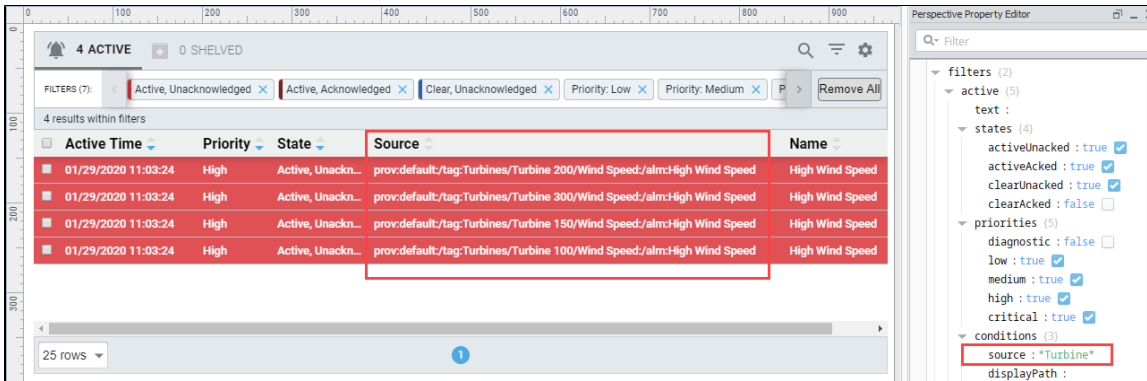 0 100 200 300 400 500 600 700 800 900
4 ACTIVE 0 SHELVED
FILTERS (7): Active, Unacknowledged Active, Acknowledged Clear, Unacknowledged Priority: Low Priority: Medium P Remove All
4 results within filters
Active Time Priority State Source Name
01/29/2020 11:03:24 High Active, Unackn... prov:default:/tag:Turbines/Turbine 200/Wind Speed:/alm:High Wind Speed High Wind Speed
01/29/2020 11:03:24 High Active, Unackn... prov:default:/tag:Turbines/Turbine 300/Wind Speed:/alm:High Wind Speed High Wind Speed
01/29/2020 11:03:24 High Active, Unackn... prov:default:/tag:Turbines/Turbine 150/Wind Speed:/alm:High Wind Speed High Wind Speed
01/29/2020 11:03:24 High Active, Unackn... prov:default:/tag:Turbines/Turbine 100/Wind Speed:/alm:High Wind Speed High Wind Speed
25 rows 1
0
100
200
300
Perspective Property Editor
Filter
filters {2}
active {5}
text :
states {4}
activeUnacked : true
activeAcked : true
clearUnacked : true
clearAcked : false
priorities {5}
diagnostic : false
low : true
medium : true
high : true
critical : true
conditions {3}
source : *Turbine*
displayPath :